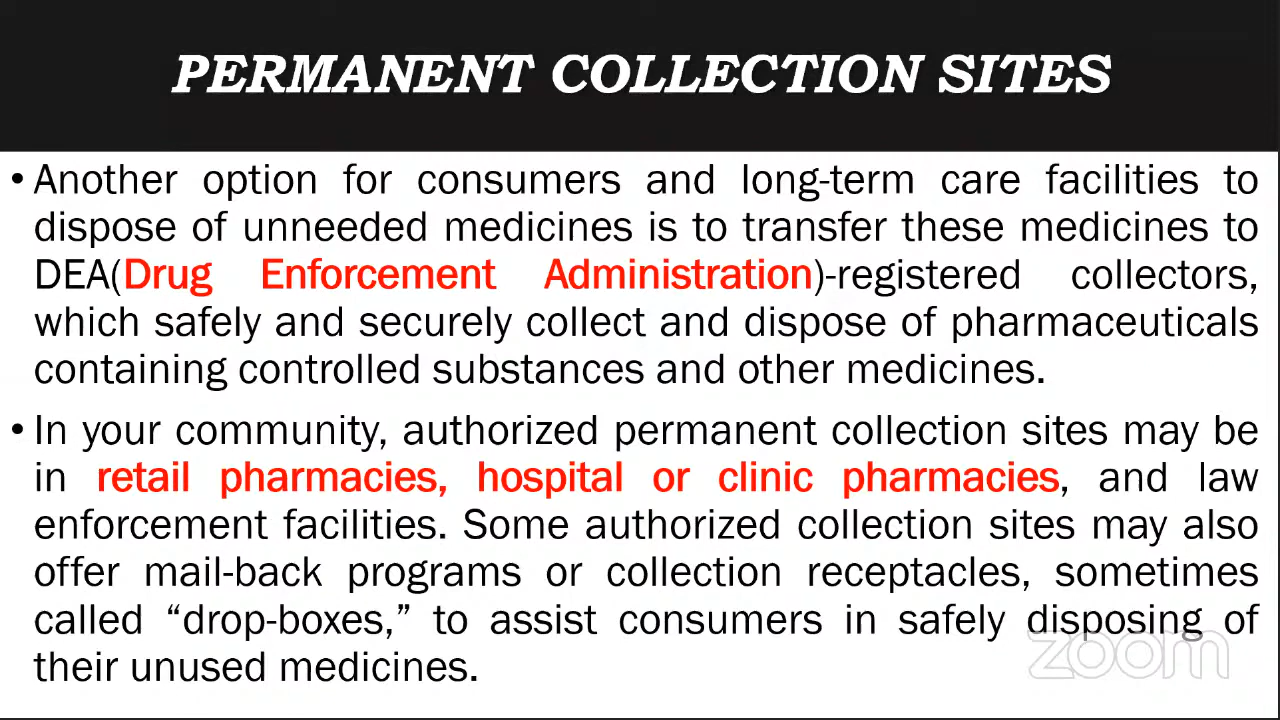 PERMANENT COLLECTION SITES
• Another option for consumers and long-term care facilities to
dispose of unneeded medicines is to transfer these medicines to
DEA(Drug Enforcement Administration)-registered collectors,
which safely and securely collect and dispose of pharmaceuticals
containing controlled substances and other medicines.
• In your community, authorized permanent collection sites may be
in retail pharmacies, hospital or clinic pharmacies, and law
enforcement facilities. Some authorized collection sites may also
offer mail-back programs or collection receptacles, sometimes
called “drop-boxes,” to assist consumers in safely disposing of
their unused medicines.
zoom